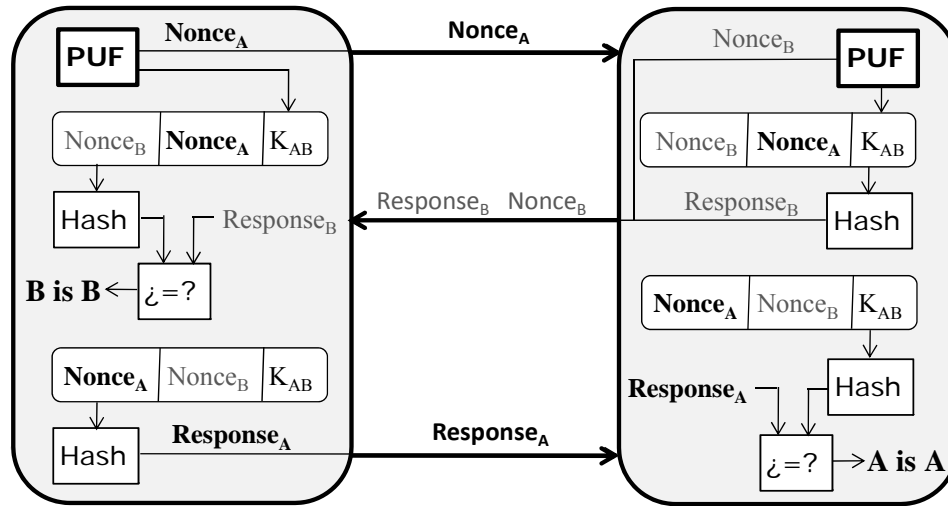 Nonce_A
PUF
Nonce_B Nonce_A K_AB
Hash
Response_B
¿=?
B is B
Nonce_A Nonce_B K_AB
Hash
Response_A
Nonce_A
Response_B Nonce_B
Response_A
Nonce_B
PUF
Nonce_B Nonce_A K_AB
Response_B
Hash
Nonce_A Nonce_B K_AB
Response_A
Hash
¿=?
A is A